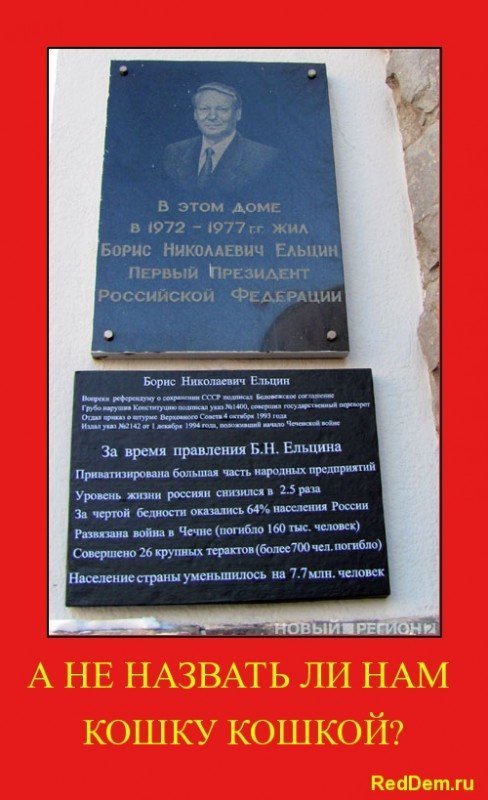 В этом доме
в 1972 - 1977 г.г. жил
Борис Николаевич Ельцин
Первый Президент
Российской Федерации
Борис Николаевич Ельцин
Вопреки референдуму о сохранении СССР подписал Беловежское соглашение
Грубо нарушив Конституцию подписал указ №1400, совершил государственный переворот
Отдал приказ о штурме Верховного Совета 4 октября 1993 года
Издал указ №2142 от 1 декабря 1994 года, положивший начало Чеченской войне
За время правления Б.Н. Ельцина
Приватизирована большая часть народных предприятий
Уровень жизни россиян снизился в 2.5 раза
За чертой бедности оказались 64% населения России
Развязана война в Чечне (погибло 160 тыс. человек)
Совершено 26 крупных терактов (более 700 чел. погибло)
Население страны уменьшилось на 7.7 млн. человек
НОВЫЙ РЕГИОН 2
А НЕ НАЗВАТЬ ЛИ НАМ
КОШКУ КОШКОЙ?
RedDem.ru